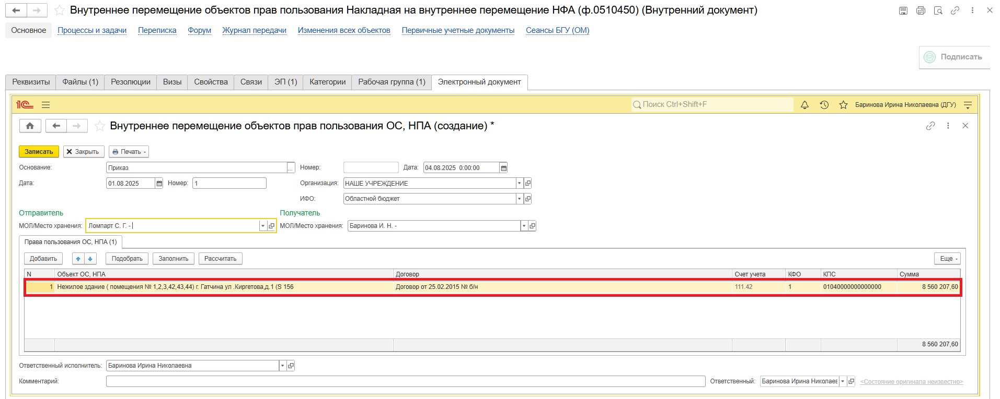 Внутреннее перемещение объектов прав пользования Накладная на внутреннее перемещение НФА (ф.0510450) (Внутренний документ)
Основное Процессы и задачи Переписка Форум Журнал передачи Изменения всех объектов Первичные учетные документы Сеансы БГУ (ОМ)
Подписать
Реквизиты Файлы (1) Резолюции Визы Свойства Связи ЭП (1) Категории Рабочая группа (1) Электронный документ
1С Поиск Ctrl+Shift+F Баринова Ирина Николаевна (ДГУ)
Внутреннее перемещение объектов прав пользования ОС, НПА (создание) *
Записать Закрыть Печать
Основание: Приказ ... Номер: Дата: 04.08.2025 0:00:00
Дата: 01.08.2025 Номер: 1 Организация: НАШЕ УЧРЕЖДЕНИЕ
ИФО: Областной бюджет
Отправитель Получатель
МОЛ/Место хранения: Ломпарт С. Г. - МОЛ/Место хранения: Баринова И. Н. -
Права пользования ОС, НПА (1)
Добавить Подобрать Заполнить Рассчитать Еще
N Объект ОС, НПА Договор Счет учета КФО КПС Сумма
1 Нежилое здание ( помещения № 1,2,3,42,43,44) г. Гатчина ул .Киргетова,д.1 (S 156 Договор от 25.02.2015 № б/н 111.42 1 01040000000000000 8 560 207,60
8 560 207,60
Ответственный исполнитель: Баринова Ирина Николаевна
Комментарий: Ответственный: Баринова Ирина Николаев <Состояние оригинала неизвестно>